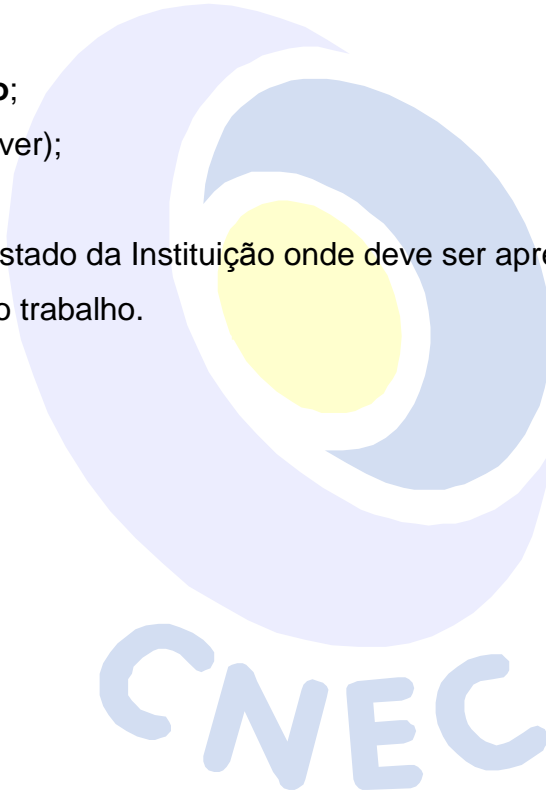 o;
ver);
stado da Instituição onde deve ser apre
o trabalho.
CNEC